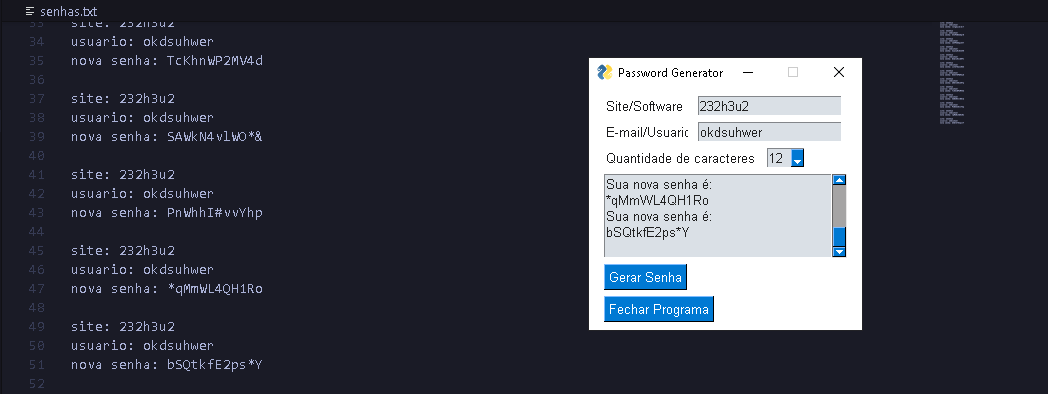 senhas.txt
33 site: 232h3u2
34 usuario: okdsuhwer
35 nova senha: TcKhnWP2MV4d
36
37 site: 232h3u2
38 usuario: okdsuhwer
39 nova senha: SAWkN4vlWO*&
40
41 site: 232h3u2
42 usuario: okdsuhwer
43 nova senha: PnWhhI#vvYhp
44
45 site: 232h3u2
46 usuario: okdsuhwer
47 nova senha: *qMmWL4QH1Ro
48
49 site: 232h3u2
50 usuario: okdsuhwer
51 nova senha: bSQtkfE2ps*Y
52
Password Generator
Site/Software 232h3u2
E-mail/Usuario okdsuhwer
Quantidade de caracteres 12
Sua nova senha é:
*qMmWL4QH1Ro
Sua nova senha é:
bSQtkfE2ps*Y
Gerar Senha
Fechar Programa